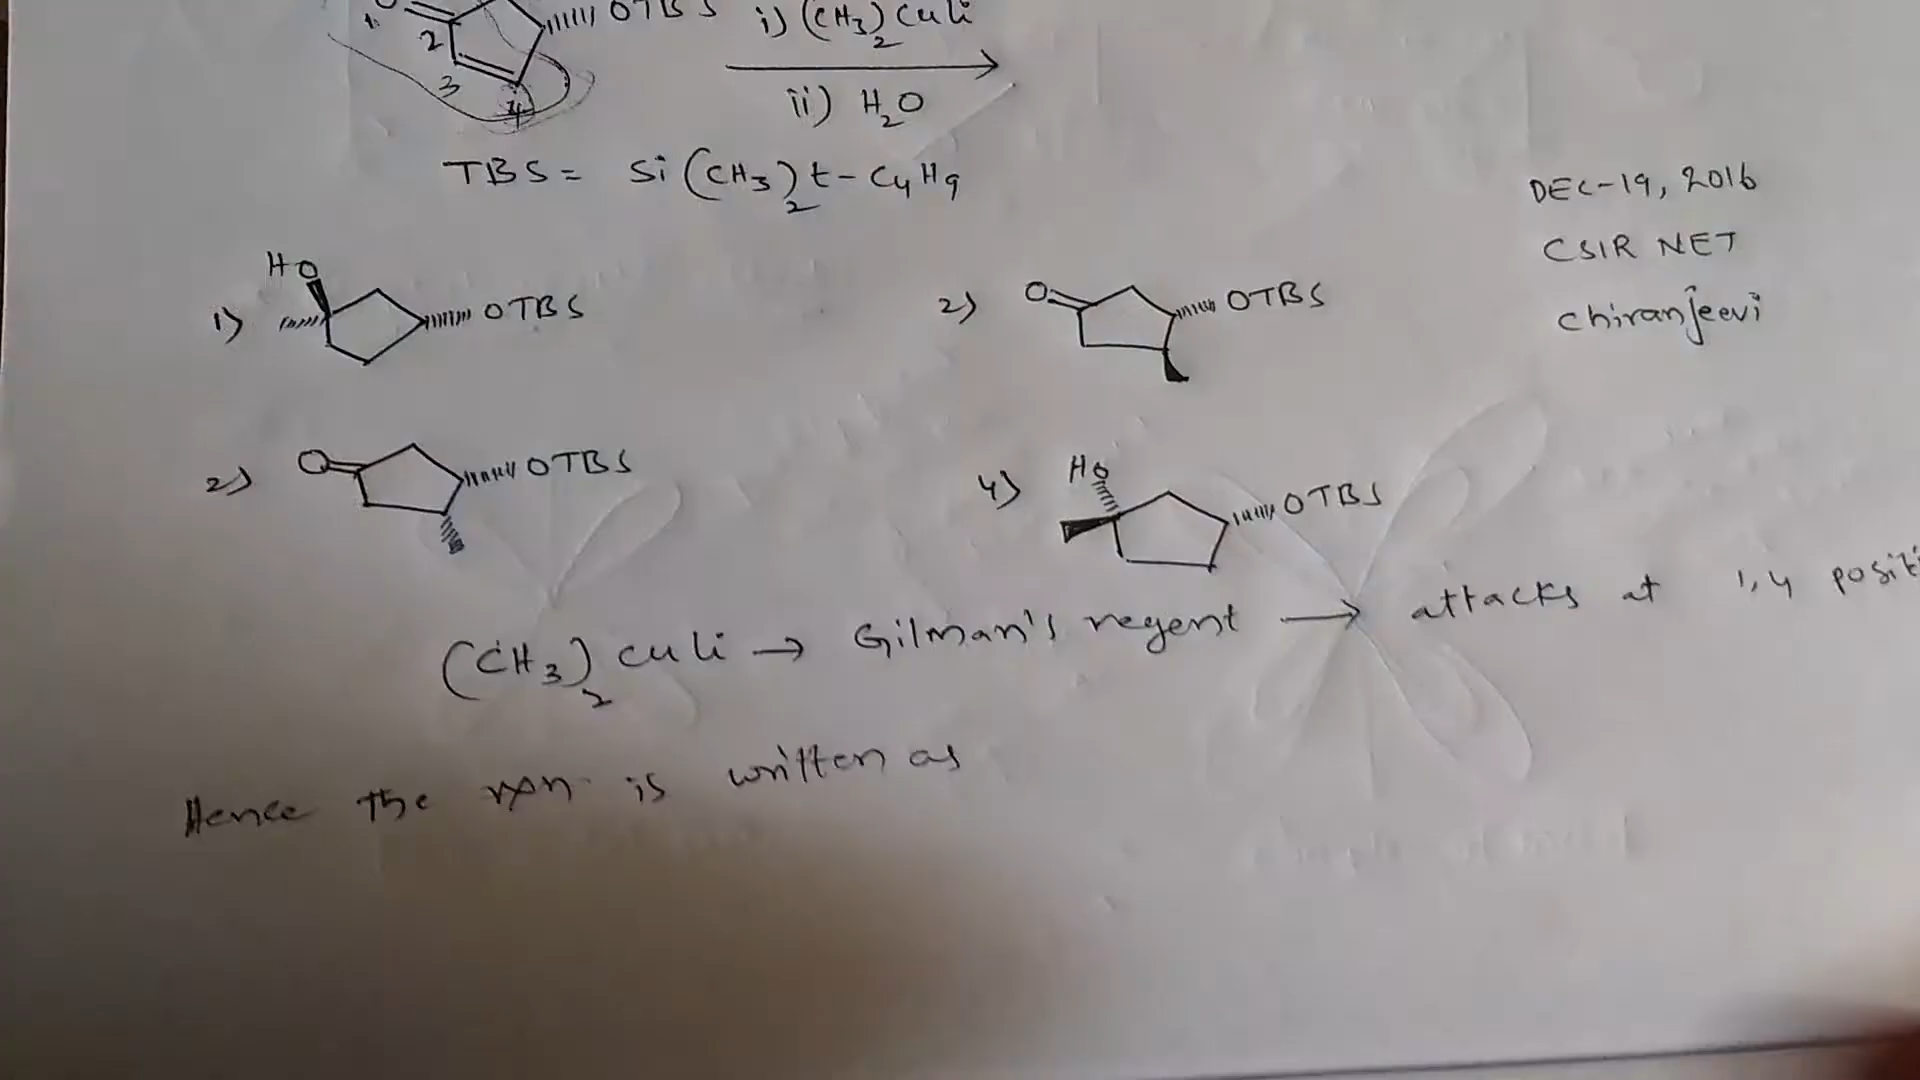 1. O 2 3 4 OTBS i) (CH3)2 CuLi
ii) H2O
TBS = Si (CH3)2 t- C4H9
DEC-19, 2016
CSIR NET
chiranjeevi
1) HO OTBS
2) O OTBS
2) O OTBS
4) HO OTBS
(CH3)2 CuLi → Gilman's regent → attacks at 1,4
Hence the rxn is written as